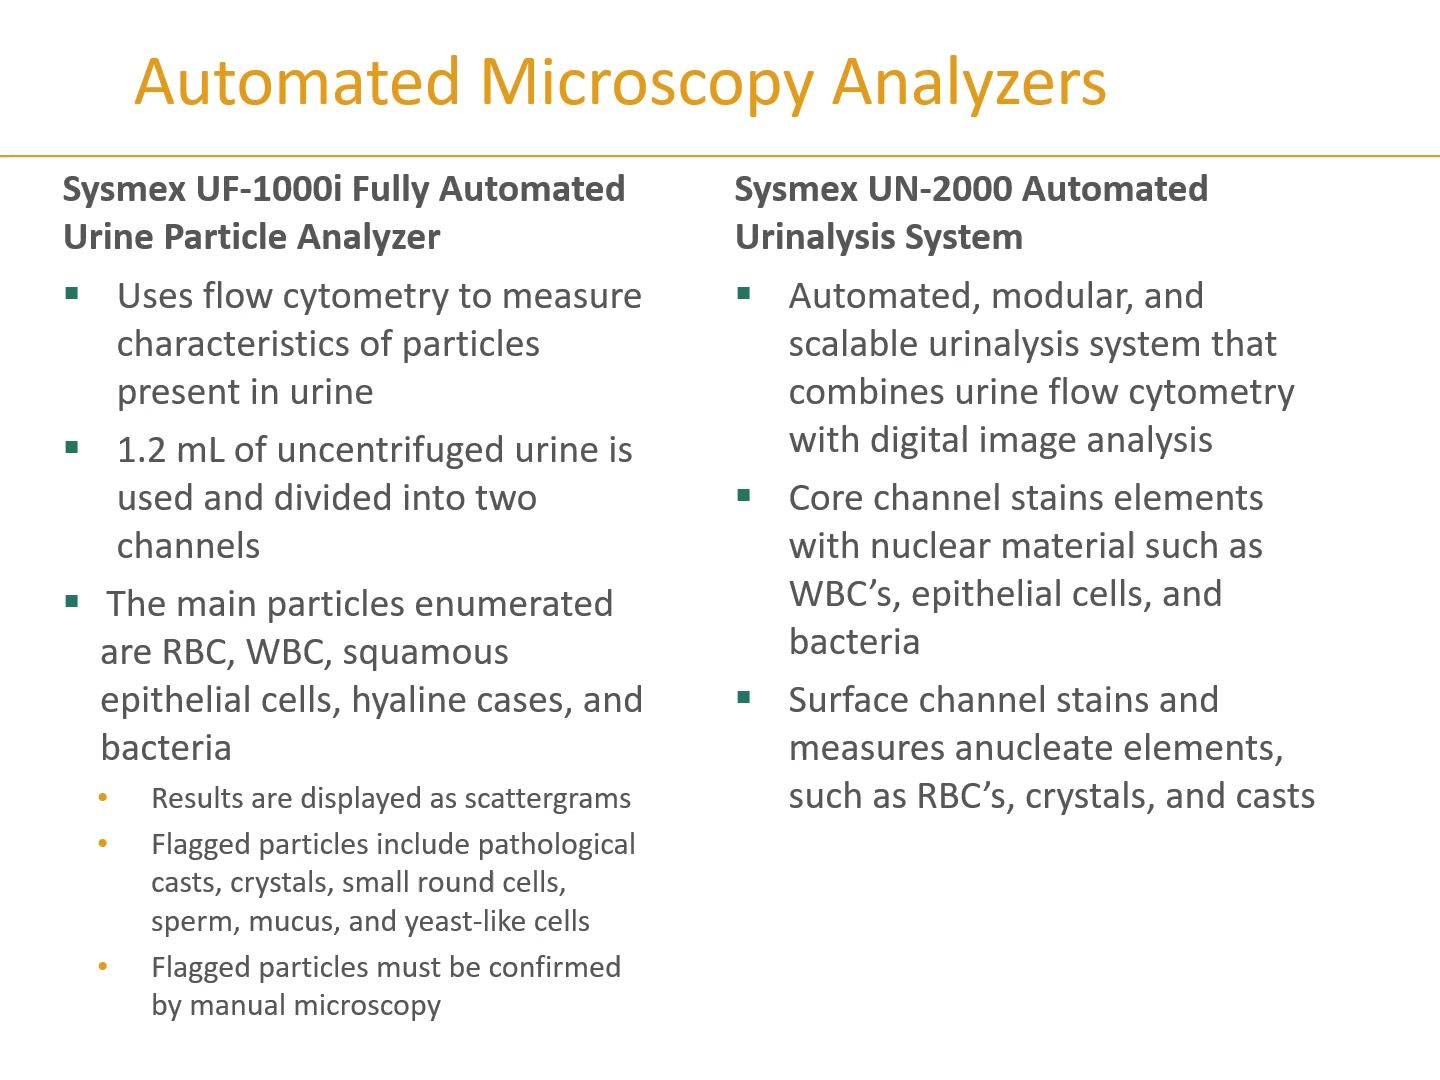 Automated Microscopy Analyzers
Sysmex UF-1000i Fully Automated
Urine Particle Analyzer
▪ Uses flow cytometry to measure
characteristics of particles
present in urine
▪ 1.2 mL of uncentrifuged urine is
used and divided into two
channels
▪ The main particles enumerated
are RBC, WBC, squamous
epithelial cells, hyaline cases, and
bacteria
• Results are displayed as scattergrams
• Flagged particles include pathological
casts, crystals, small round cells,
sperm, mucus, and yeast-like cells
• Flagged particles must be confirmed
by manual microscopy
Sysmex UN-2000 Automated
Urinalysis System
▪ Automated, modular, and
scalable urinalysis system that
combines urine flow cytometry
with digital image analysis
▪ Core channel stains elements
with nuclear material such as
WBC’s, epithelial cells, and
bacteria
▪ Surface channel stains and
measures anucleate elements,
such as RBC’s, crystals, and casts